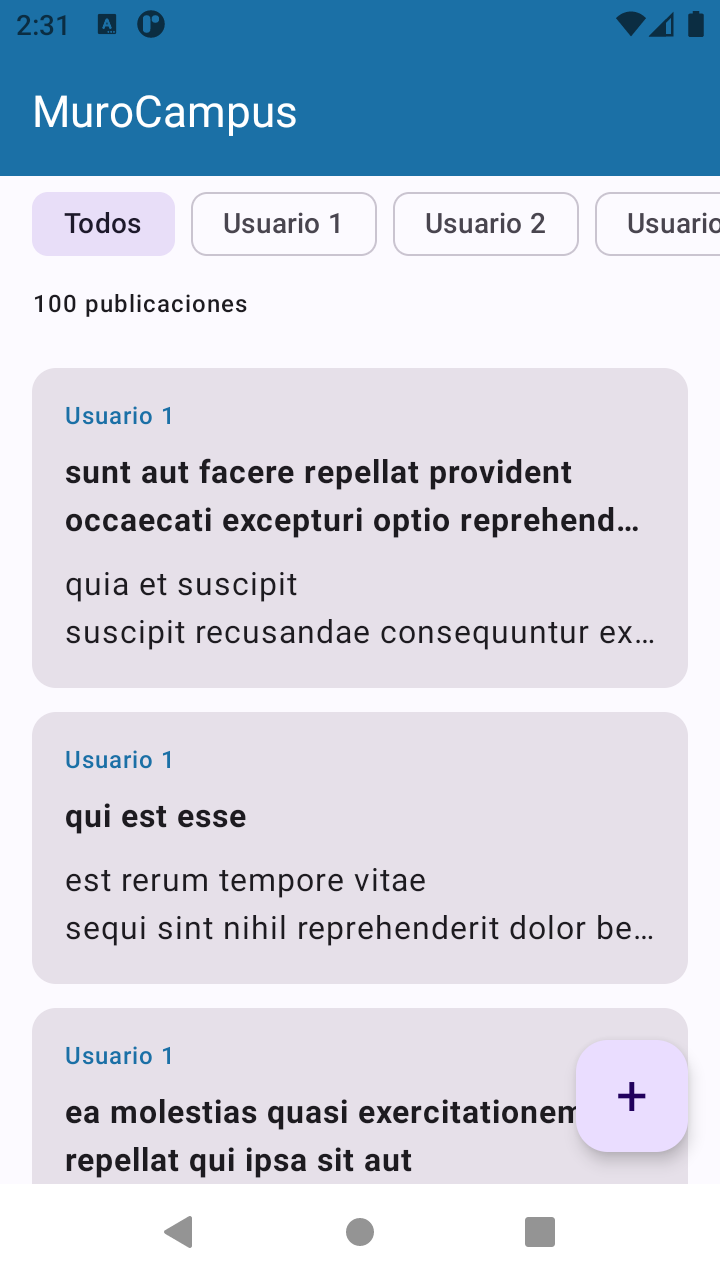 2:31
MuroCampus
Todos
Usuario 1
Usuario 2
Usuario
100 publicaciones
Usuario 1
sunt aut facere repellat provident
occaecati excepturi optio reprehend…
quia et suscipit
suscipit recusandae consequuntur ex…
Usuario 1
qui est esse
est rerum tempore vitae
sequi sint nihil reprehenderit dolor be…
Usuario 1
ea molestias quasi exercitationem
repellat qui ipsa sit aut